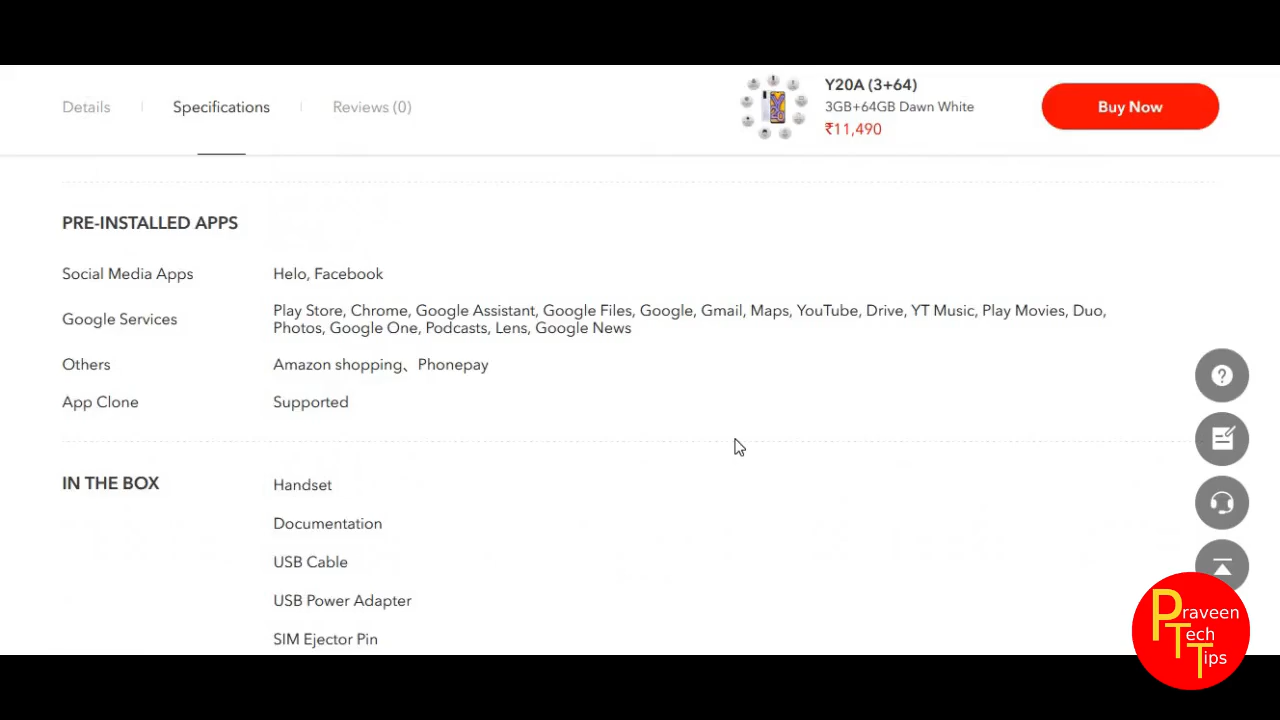 Details
Specifications
Reviews (0)
Y20A (3+64)
3GB+64GB Dawn White
₹11,490
Buy Now
PRE-INSTALLED APPS
Social Media Apps
Helo, Facebook
Google Services
Play Store, Chrome, Google Assistant, Google Files, Google, Gmail, Maps, YouTube, Drive, YT Music, Play Movies, Duo,
Photos, Google One, Podcasts, Lens, Google News
Others
Amazon shopping、Phonepay
App Clone
Supported
IN THE BOX
Handset
Documentation
USB Cable
USB Power Adapter
SIM Ejector Pin
Praveen
Tech
Tips